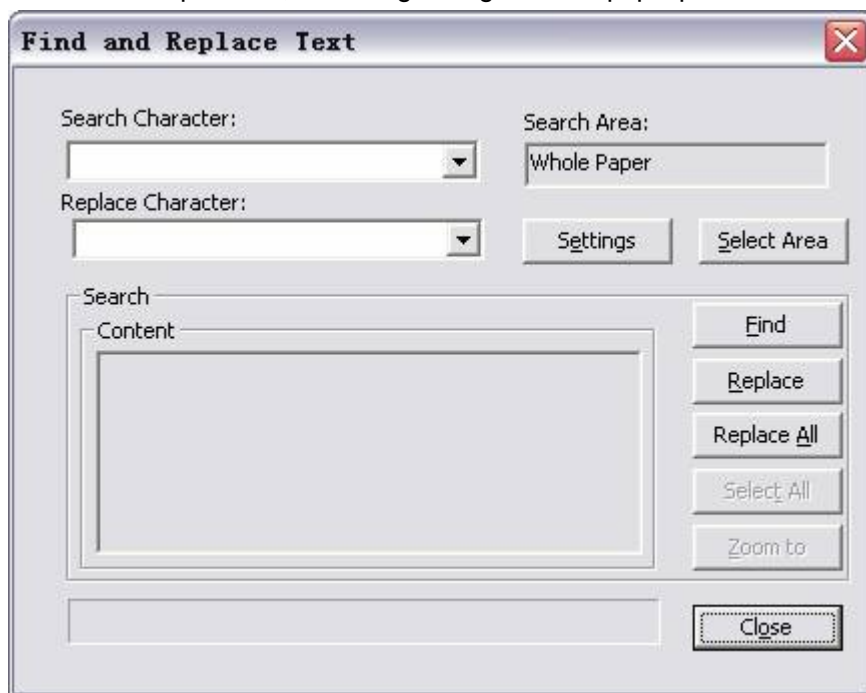 Find and Replace Text
Search Character:
Search Area:
Whole Paper
Replace Character:
Settings
Select Area
Search
Content
Find
Replace
Replace All
Select All
Zoom to
Close